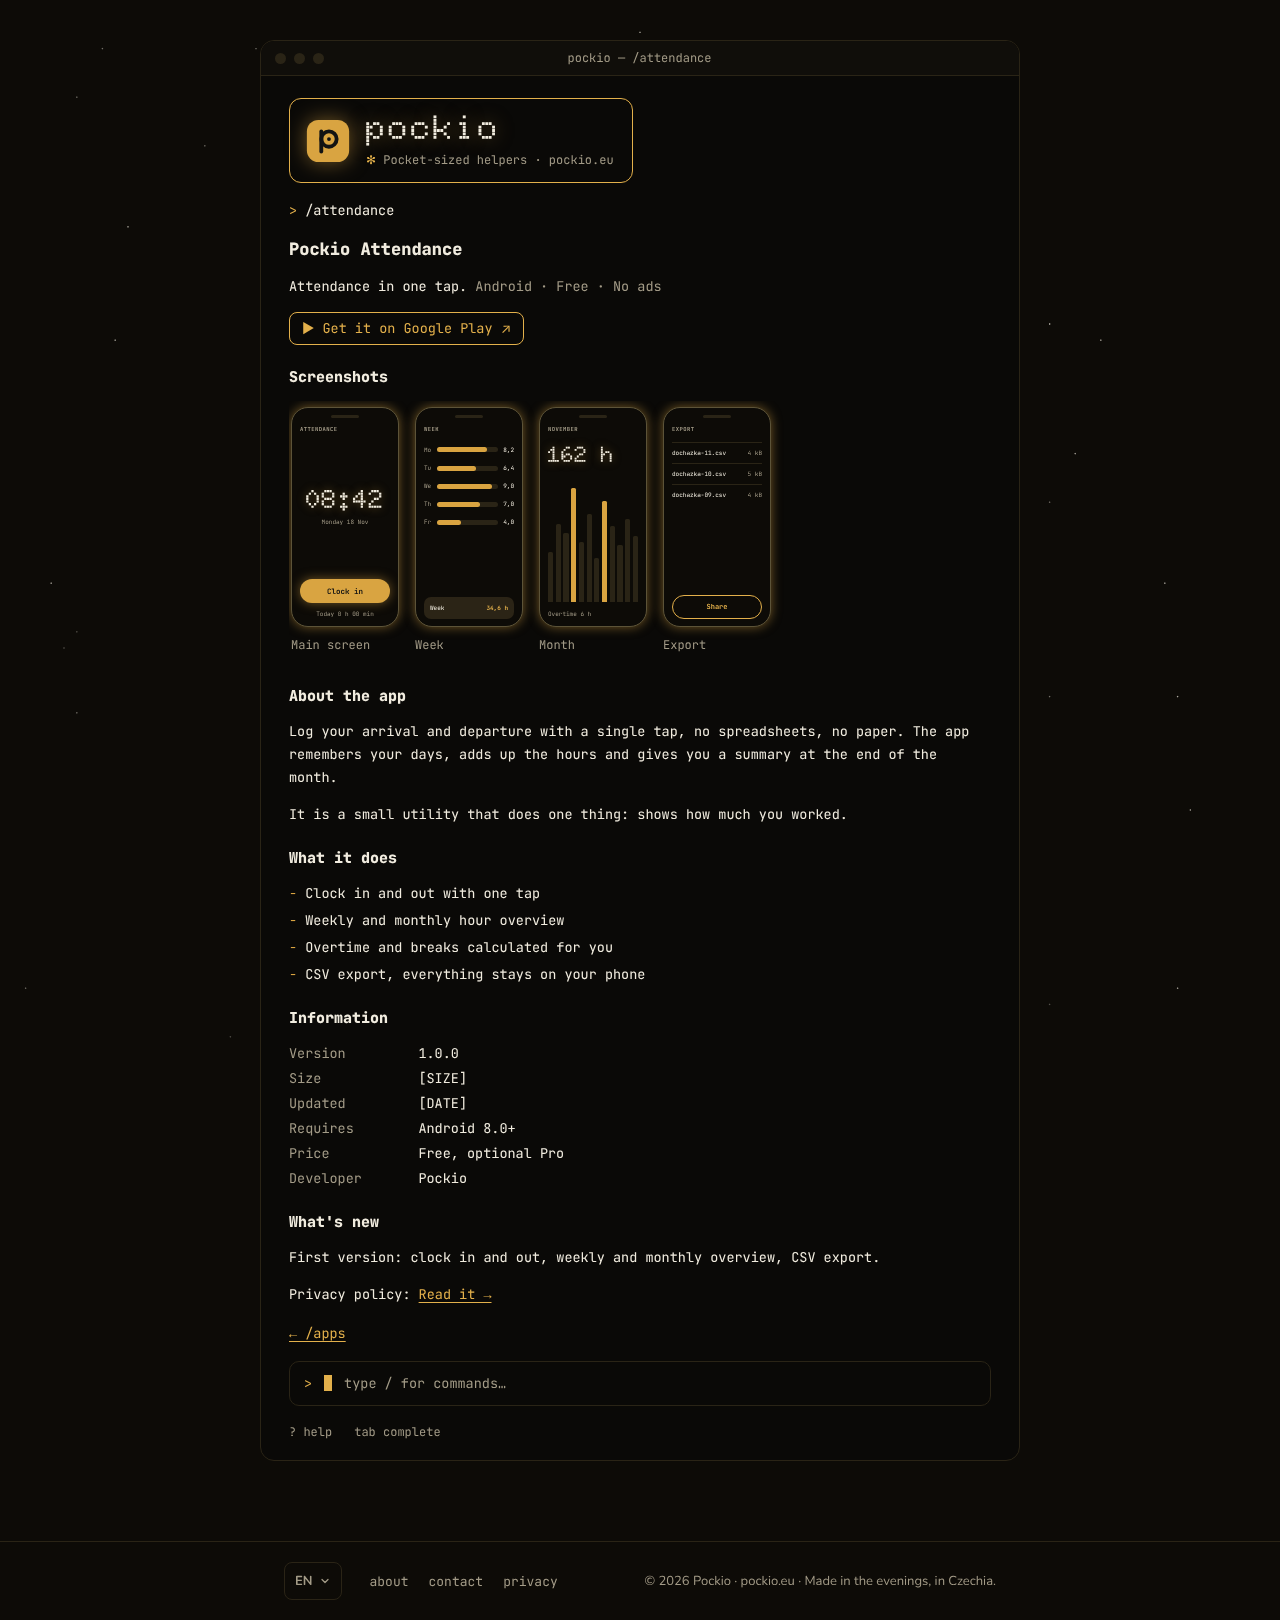 pockio — /attendance
pockio
✻ Pocket-sized helpers · pockio.eu
> /attendance
Pockio Attendance
Attendance in one tap. Android · Free · No ads
▶ Get it on Google Play ↗
Screenshots
ATTENDANCE
08:42
Monday 18 Nov
Clock in
Today 8 h 00 min
WEEK
Mo 8,2
Tu 6,4
We 9,0
Th 7,0
Fr 4,0
Week 34,6 h
NOVEMBER
162 h
Overtime 6 h
EXPORT
dochazka-11.csv 4 kB
dochazka-10.csv 5 kB
dochazka-09.csv 4 kB
Share
Main screen
Week
Month
Export
About the app
Log your arrival and departure with a single tap, no spreadsheets, no paper. The app
remembers your days, adds up the hours and gives you a summary at the end of the
month.
It is a small utility that does one thing: shows how much you worked.
What it does
- Clock in and out with one tap
- Weekly and monthly hour overview
- Overtime and breaks calculated for you
- CSV export, everything stays on your phone
Information
Version 1.0.0
Size [SIZE]
Updated [DATE]
Requires Android 8.0+
Price Free, optional Pro
Developer Pockio
What's new
First version: clock in and out, weekly and monthly overview, CSV export.
Privacy policy: Read it →
← /apps
> type / for commands…
? help tab complete
EN about contact privacy © 2026 Pockio · pockio.eu · Made in the evenings, in Czechia.